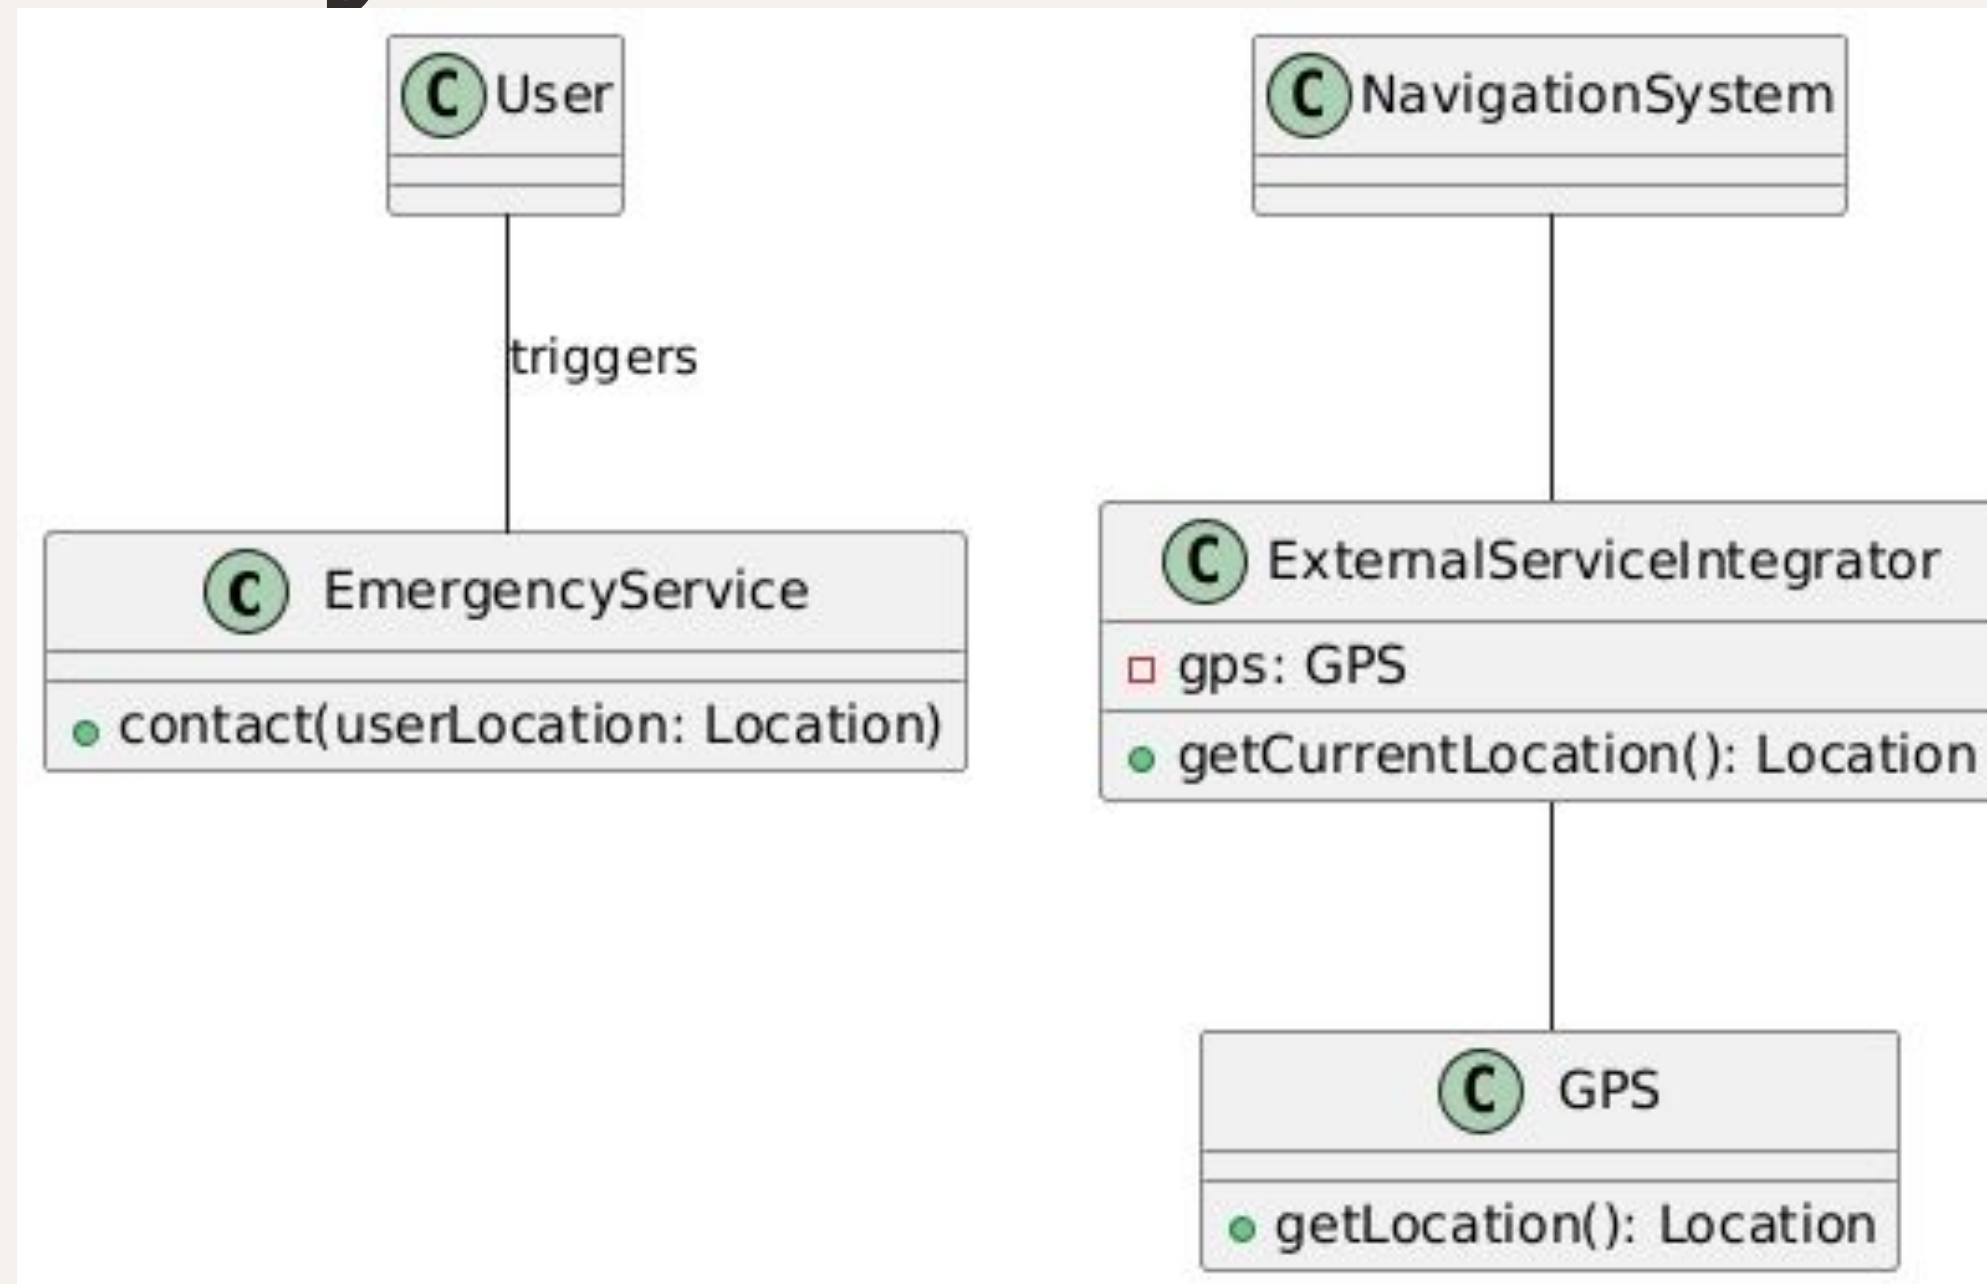 C User
triggers
C EmergencyService
contact(userLocation: Location)
C NavigationSystem
C ExternalServiceIntegrator
gps: GPS
getCurrentLocation(): Location
C GPS
getLocation(): Location